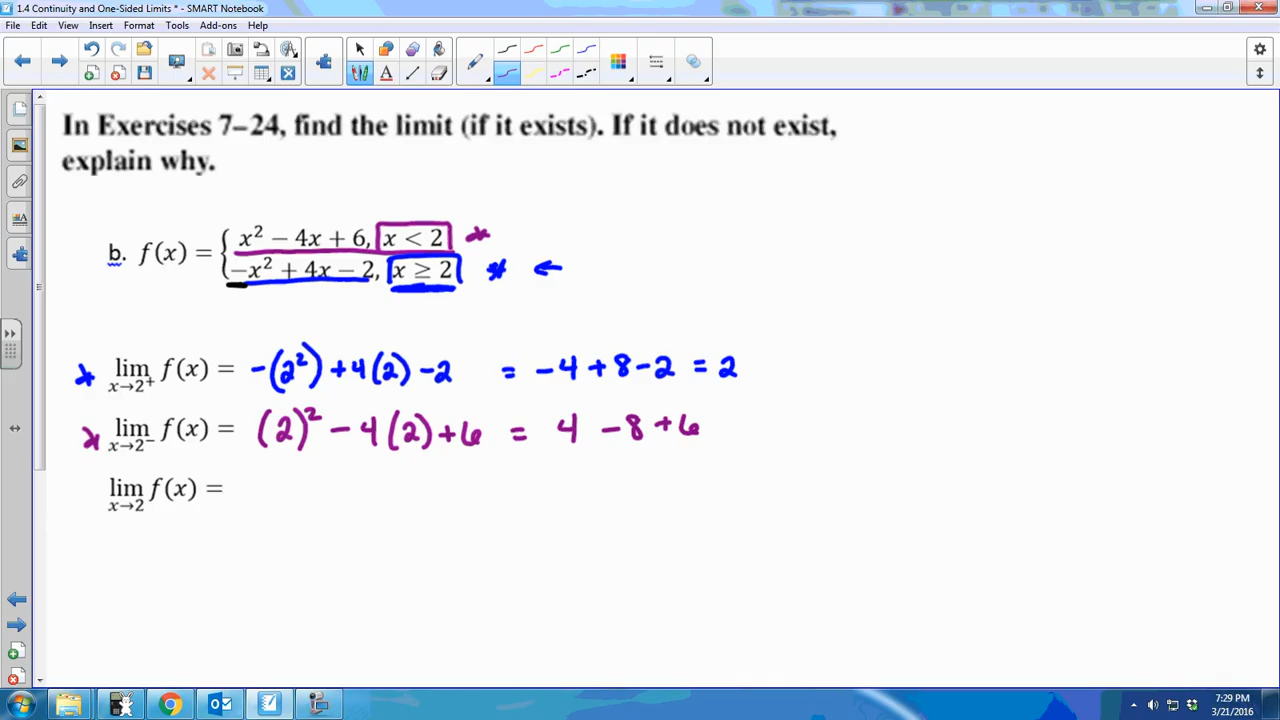 1.4 Continuity and One-Sided Limits * - SMART Notebook
File Edit View Insert Format Tools Add-ons Help
In Exercises 7–24, find the limit (if it exists). If it does not exist,
explain why.
b. f(x) = { x² − 4x + 6, x < 2 *
−x² + 4x − 2, x ≥ 2 * ←
* lim x→2⁺ f(x) = -(2²) + 4(2) - 2 = -4 + 8 - 2 = 2
* lim x→2⁻ f(x) = (2)² - 4(2) + 6 = 4 - 8 + 6
lim x→2 f(x) =
7:29 PM
3/21/2016